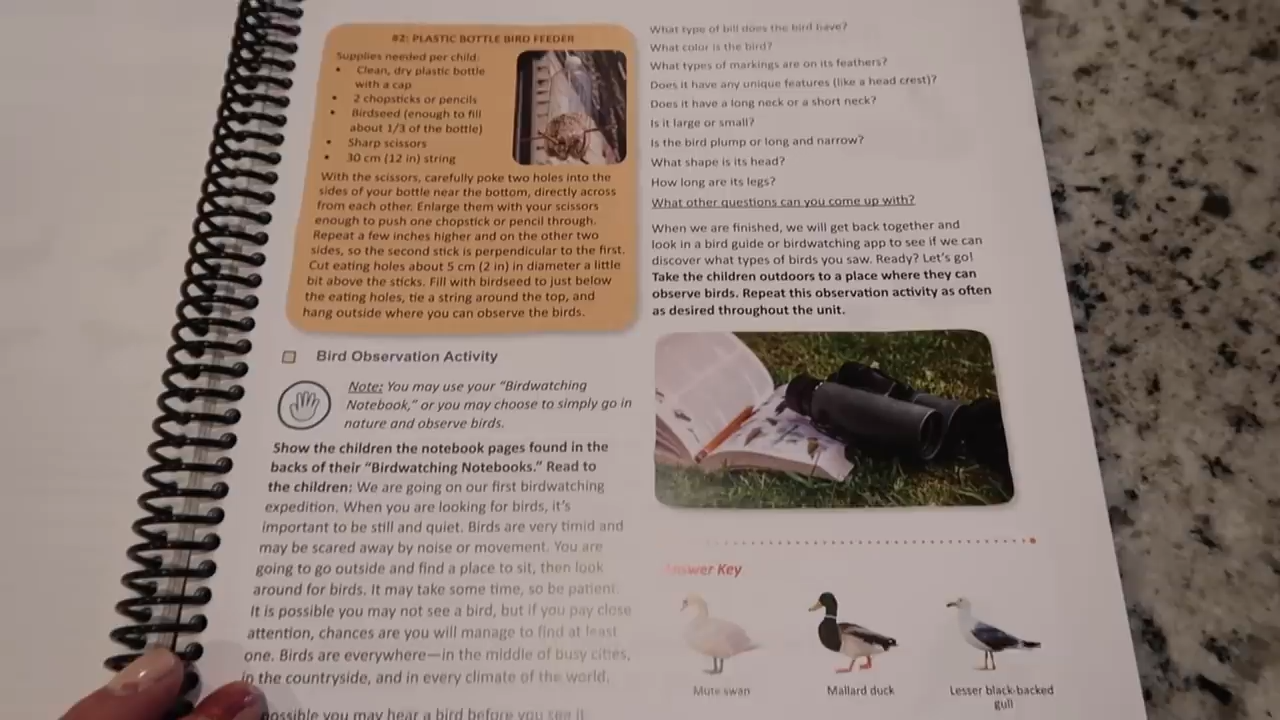 #2: PLASTIC BOTTLE BIRD FEEDER
Supplies needed per child:
• Clean, dry plastic bottle
with a cap
• 2 chopsticks or pencils
• Birdseed (enough to fill
about 1/3 of the bottle)
• Sharp scissors
• 30 cm (12 in) string
With the scissors, carefully poke two holes into the
sides of your bottle near the bottom, directly across
from each other. Enlarge them with your scissors
enough to push one chopstick or pencil through.
Repeat a few inches higher and on the other two
sides, so the second stick is perpendicular to the first.
Cut eating holes about 5 cm (2 in) in diameter a little
bit above the sticks. Fill with birdseed to just below
the eating holes, tie a string around the top, and
hang outside where you can observe the birds.
Bird Observation Activity
Note: You may use your "Birdwatching
Notebook," or you may choose to simply go in
nature and observe birds.
Show the children the notebook pages found in the
backs of their "Birdwatching Notebooks." Read to
the children: We are going on our first birdwatching
expedition. When you are looking for birds, it's
important to be still and quiet. Birds are very timid and
may be scared away by noise or movement. You are
going to go outside and find a place to sit, then look
around for birds. It may take some time, so be patient.
It is possible you may not see a bird, but if you pay close
attention, chances are you will manage to find at least
one. Birds are everywhere—in the middle of busy cities,
in the countryside, and in every climate of the world.
possible you may hear a bird before you see it
What type of bill does the bird have?
What color is the bird?
What types of markings are on its feathers?
Does it have any unique features (like a head crest)?
Does it have a long neck or a short neck?
Is it large or small?
Is the bird plump or long and narrow?
What shape is its head?
How long are its legs?
What other questions can you come up with?
When we are finished, we will get back together and
look in a bird guide or birdwatching app to see if we can
discover what types of birds you saw. Ready? Let's go!
Take the children outdoors to a place where they can
observe birds. Repeat this observation activity as often
as desired throughout the unit.
Answer Key
Mute swan
Mallard duck
Lesser black-backed
gull